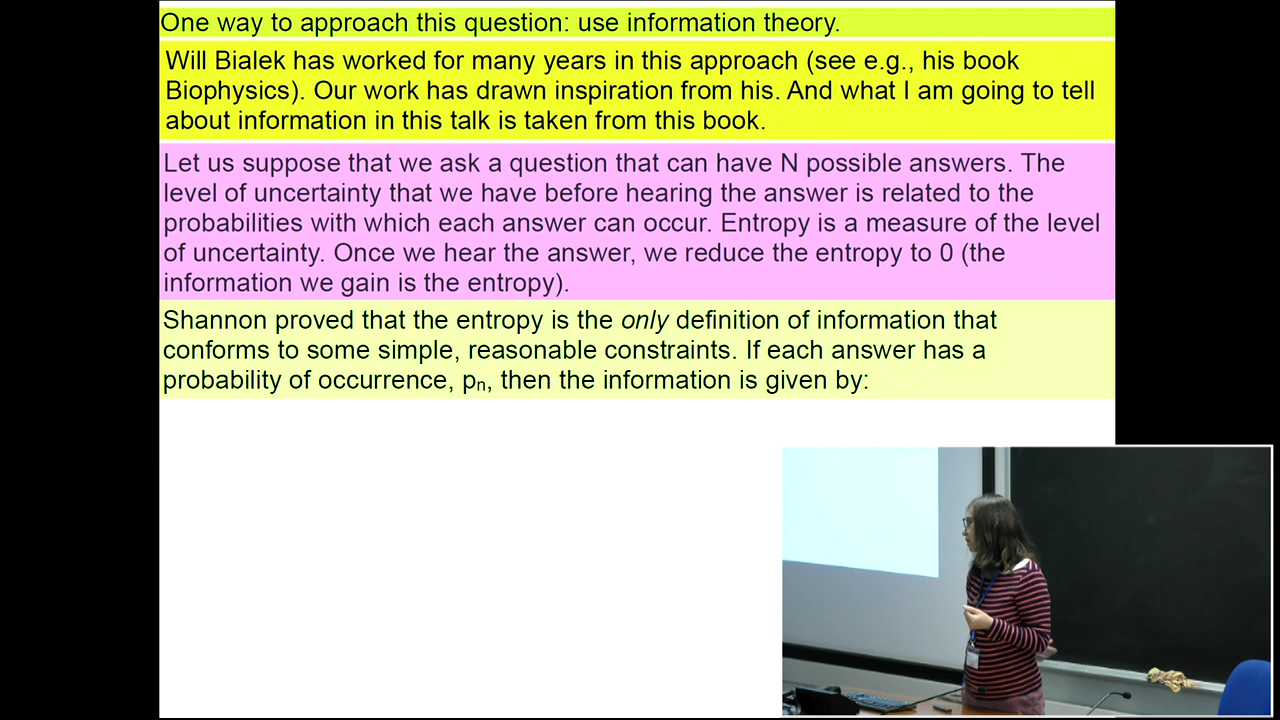 One way to approach this question: use information theory.
Will Bialek has worked for many years in this approach (see e.g., his book
Biophysics). Our work has drawn inspiration from his. And what I am going to tell
about information in this talk is taken from this book.
Let us suppose that we ask a question that can have N possible answers. The
level of uncertainty that we have before hearing the answer is related to the
probabilities with which each answer can occur. Entropy is a measure of the level
of uncertainty. Once we hear the answer, we reduce the entropy to 0 (the
information we gain is the entropy).
Shannon proved that the entropy is the only definition of information that
conforms to some simple, reasonable constraints. If each answer has a
probability of occurrence, pₙ, then the information is given by: